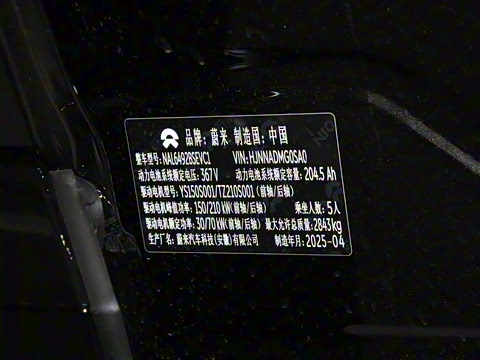 品牌：蔚来 制造国：中国
整车型号：NAL6492BSEVC1 VIN:HJNNADMG0SA0
动力电池系统额定电压：367V 动力电池系统额定容量：204.5 Ah
驱动电机型号：YS150S001/TZ210S001（前轴/后轴）
驱动电机峰值功率：150/210 kW（前轴/后轴） 乘坐人数：5人
驱动电机额定功率：30/70 kW（前轴/后轴） 最大允许总质量：2843kg
生产厂名：蔚来汽车科技（安徽）有限公司 制造年月：2025-04
NIO